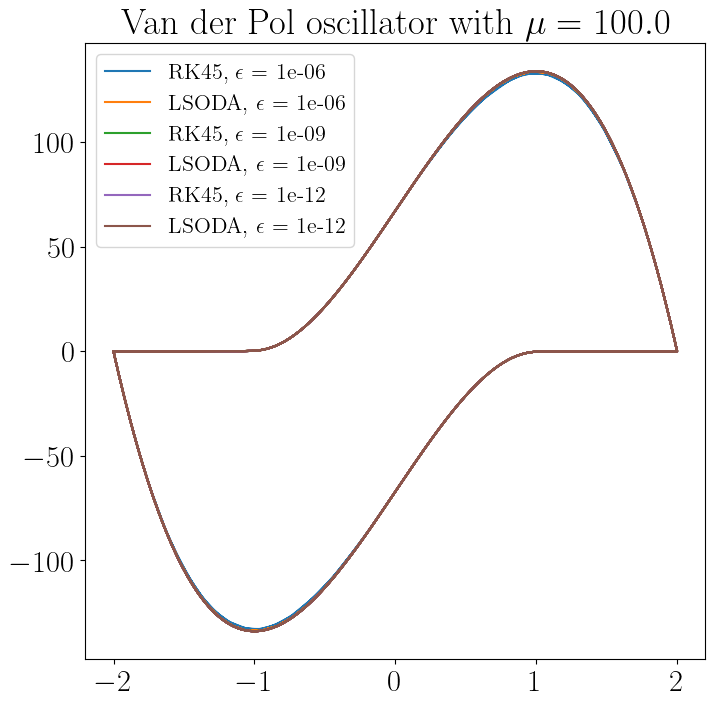 Van der Pol oscillator with μ = 100.0
RK45, ϵ = 1e-06
LSODA, ϵ = 1e-06
RK45, ϵ = 1e-09
LSODA, ϵ = 1e-09
RK45, ϵ = 1e-12
LSODA, ϵ = 1e-12
100
50
0
−50
−100
−2 −1 0 1 2